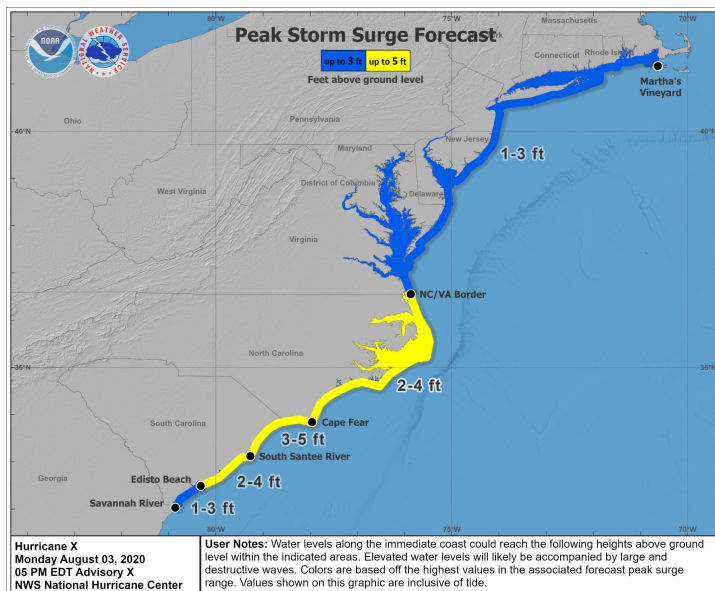 Peak Storm Surge Forecast
up to 3 ft up to 5 ft
Feet above ground level
NOAA
NATIONAL WEATHER SERVICE
80°W
75°W
70°W
Massachusetts
Connecticut
Rhode Island
Martha's
Vineyard
40°N
40°N
Ohio
Pennsylvania
New Jersey
1-3 ft
Maryland
District of Columbia
Delaware
West Virginia
Virginia
NC/VA Border
North Carolina
35°N
35°N
2-4 ft
Cape Fear
South Carolina
3-5 ft
South Santee River
Georgia
Edisto Beach
2-4 ft
Savannah River
1-3 ft
80°W
75°W
70°W
Hurricane X
Monday August 03, 2020
05 PM EDT Advisory X
NWS National Hurricane Center
User Notes: Water levels along the immediate coast could reach the following heights above ground
level within the indicated areas. Elevated water levels will likely be accompanied by large and
destructive waves. Colors are based off the highest values in the associated forecast peak surge
range. Values shown on this graphic are inclusive of tide.